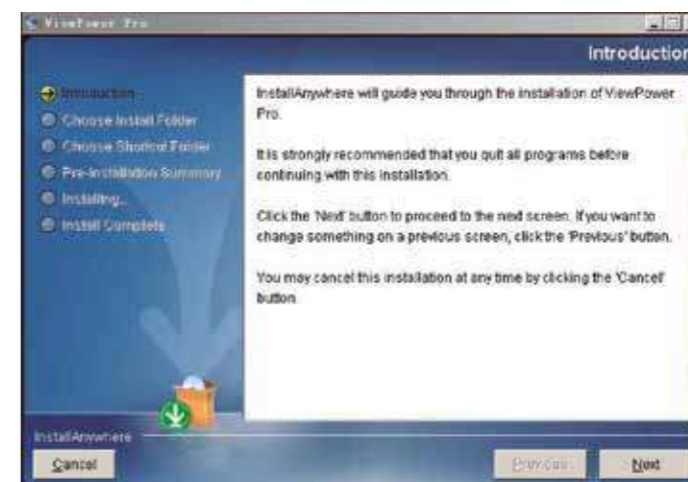 ViewPower Pro
Introduction
Introduction
Choose Install Folder
Choose Shortcut Folder
Pre-Installation Summary
Installing...
Install Complete
InstallAnywhere will guide you through the installation of ViewPower
Pro.
It is strongly recommended that you quit all programs before
continuing with this installation.
Click the 'Next' button to proceed to the next screen. If you want to
change something on a previous screen, click the 'Previous' button.
You may cancel this installation at any time by clicking the 'Cancel'
button.
InstallAnywhere
Cancel
Previous
Next